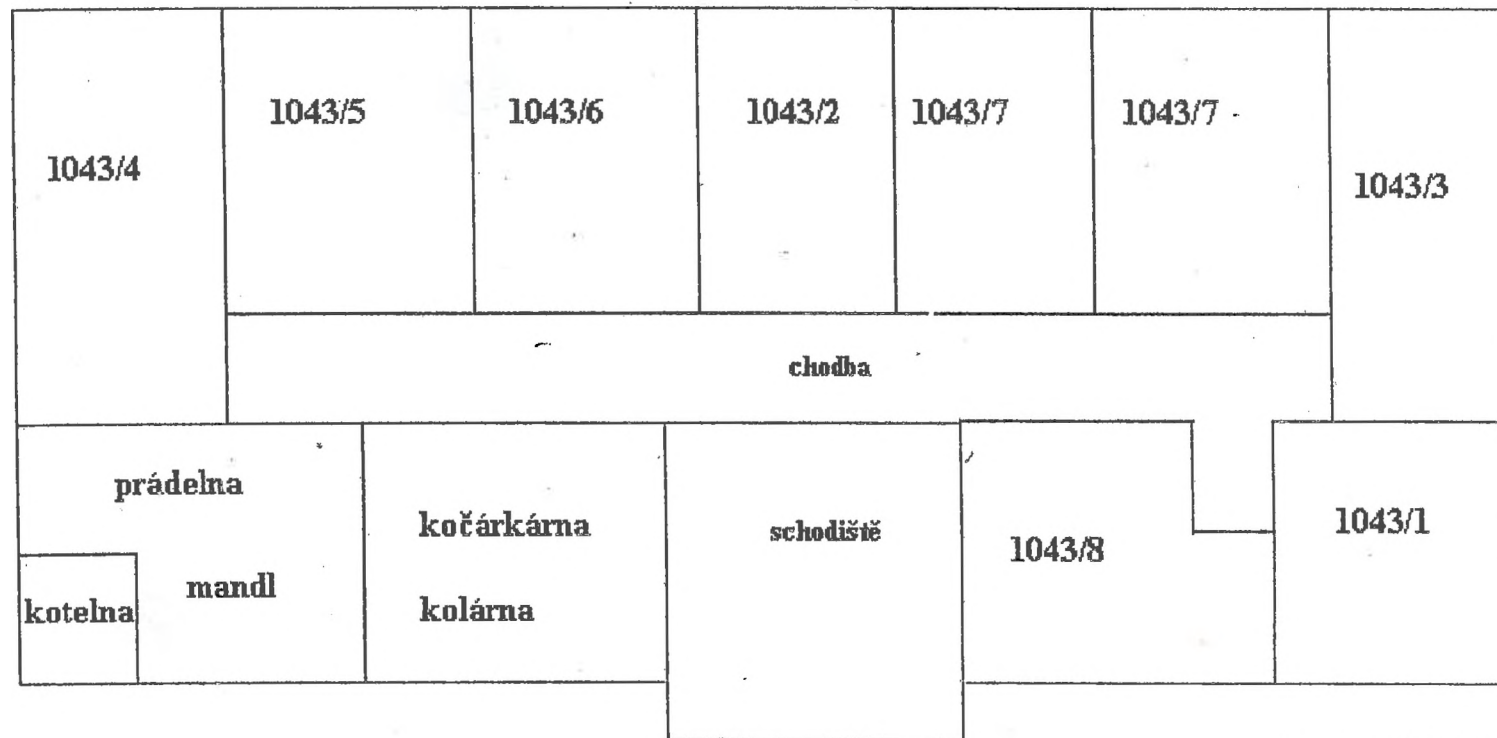 1043/4
1043/5
1043/6
1043/2
1043/7
1043/7
1043/3
chodba
prádelna
mandl
kotelna
kočárkárna
kolárna
schodiště
1043/8
1043/1